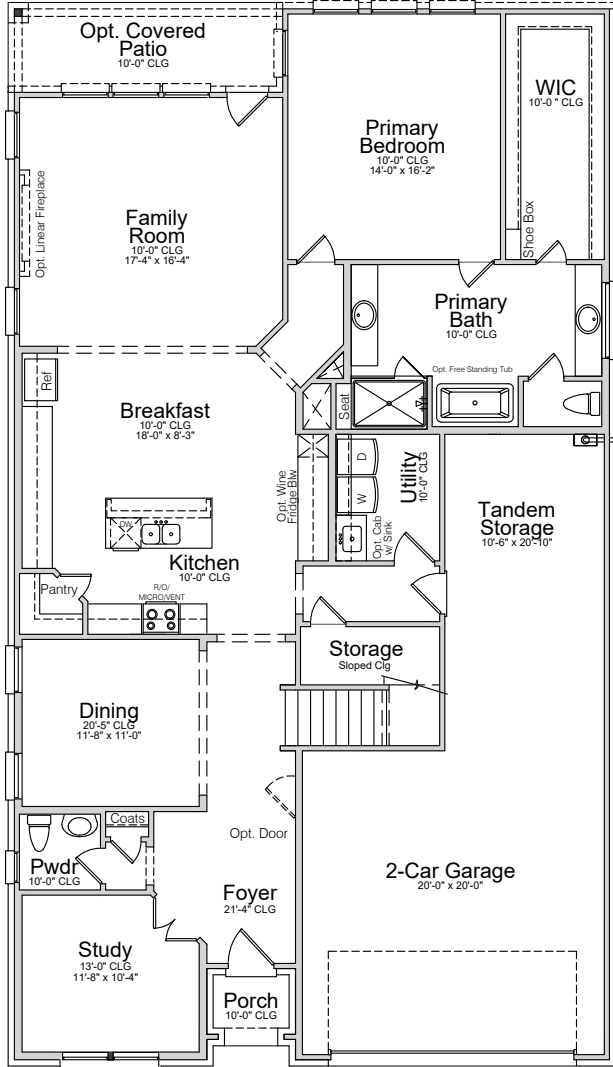 Opt. Covered
Patio
10'-0" CLG
WIC
10'-0 " CLG
Primary
Bedroom
10'-0" CLG
14'-0" x 16'-2"
Shoe Box
Opt. Linear Fireplace
Family
Room
10'-0" CLG
17'-4" x 16'-4"
Primary
Bath
10'-0" CLG
Opt. Free Standing Tub
Ref
Breakfast
10'-0" CLG
18'-0" x 8'-3"
Seat
Opt. Wine
Fridge Blw
D
W
Utility
10'-0" CLG
Opt. Cab
w/ Sink
Tandem
Storage
10'-6" x 20'-10"
DW
Kitchen
10'-0" CLG
Pantry
R/O/
MICRO/VENT
Storage
Sloped Clg
Dining
20'-5" CLG
11'-8" x 11'-0"
Coats
Opt. Door
Pwdr
10'-0" CLG
Foyer
21'-4" CLG
2-Car Garage
20'-0" x 20'-0"
Study
13'-0" CLG
11'-8" x 10'-4"
Porch
10'-0" CLG